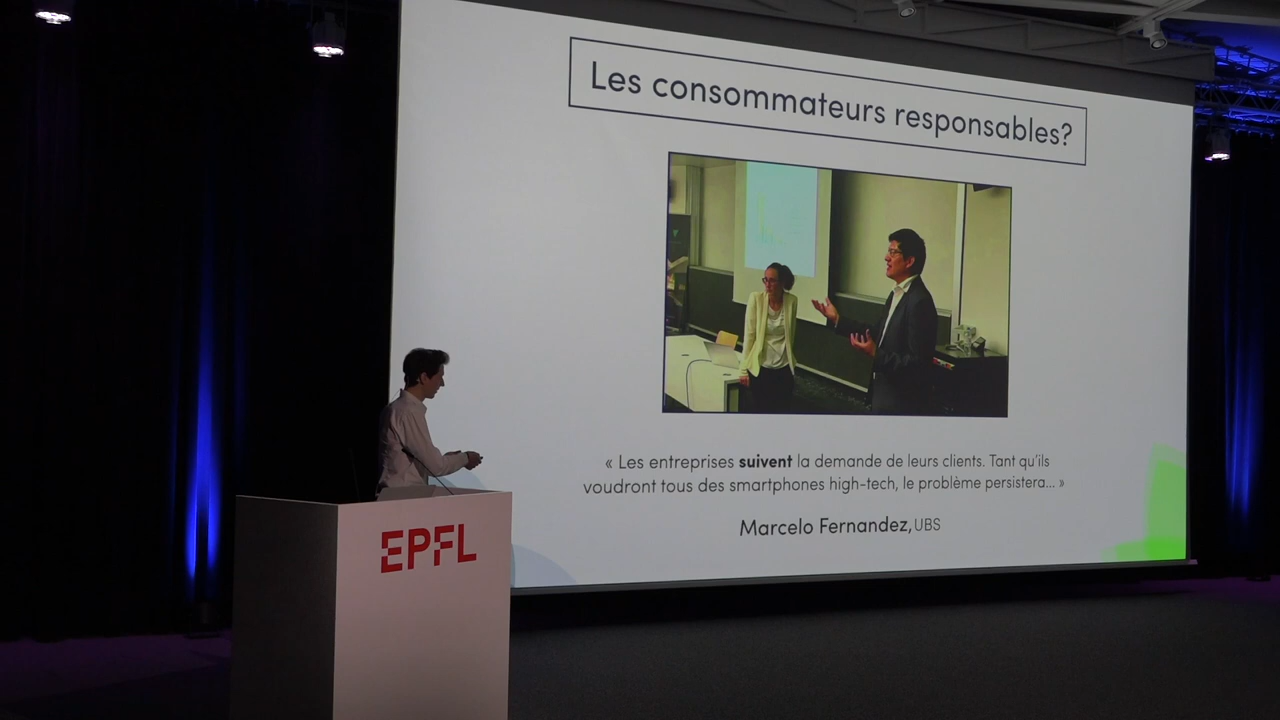 Les consommateurs responsables?
« Les entreprises suivent la demande de leurs clients. Tant qu'ils
voudront tous des smartphones high-tech, le problème persistera... »
Marcelo Fernandez, UBS
EPFL